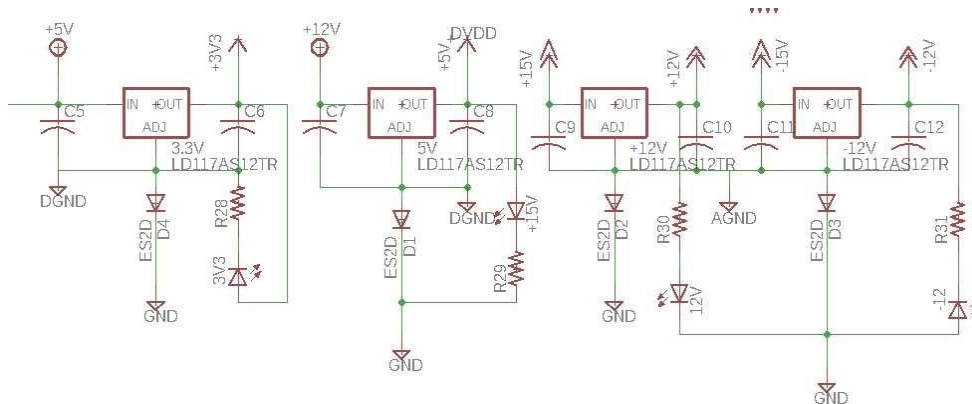 +5V
+3V3
IN +OUT
ADJ
C5
C6
3.3V
LD117AS12TR
DGND
ES2D
D4
R28
3V3
GND
+12V
+5V
DVDD
IN +OUT
ADJ
C7
C8
5V
LD117AS12TR
DGND
ES2D
D1
+15V
R29
GND
+15V
+12V
IN +OUT
ADJ
C9
C10
+12V
LD117AS12TR
ES2D
D2
R30
12V
GND
AGND
-15V
-12V
IN +OUT
ADJ
C11
C12
-12V
LD117AS12TR
ES2D
D3
R31
-12
GND